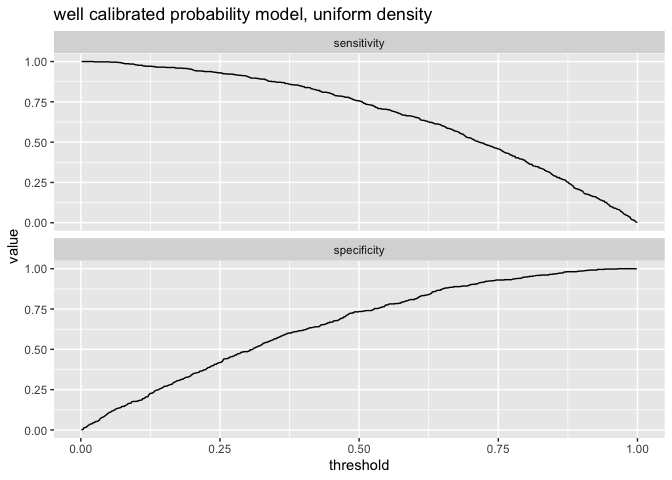 well calibrated probability model, uniform density
sensitivity
1.00
0.75
0.50
0.25
0.00
specificity
1.00
0.75
0.50
0.25
0.00
value
0.00 0.25 0.50 0.75 1.00
threshold